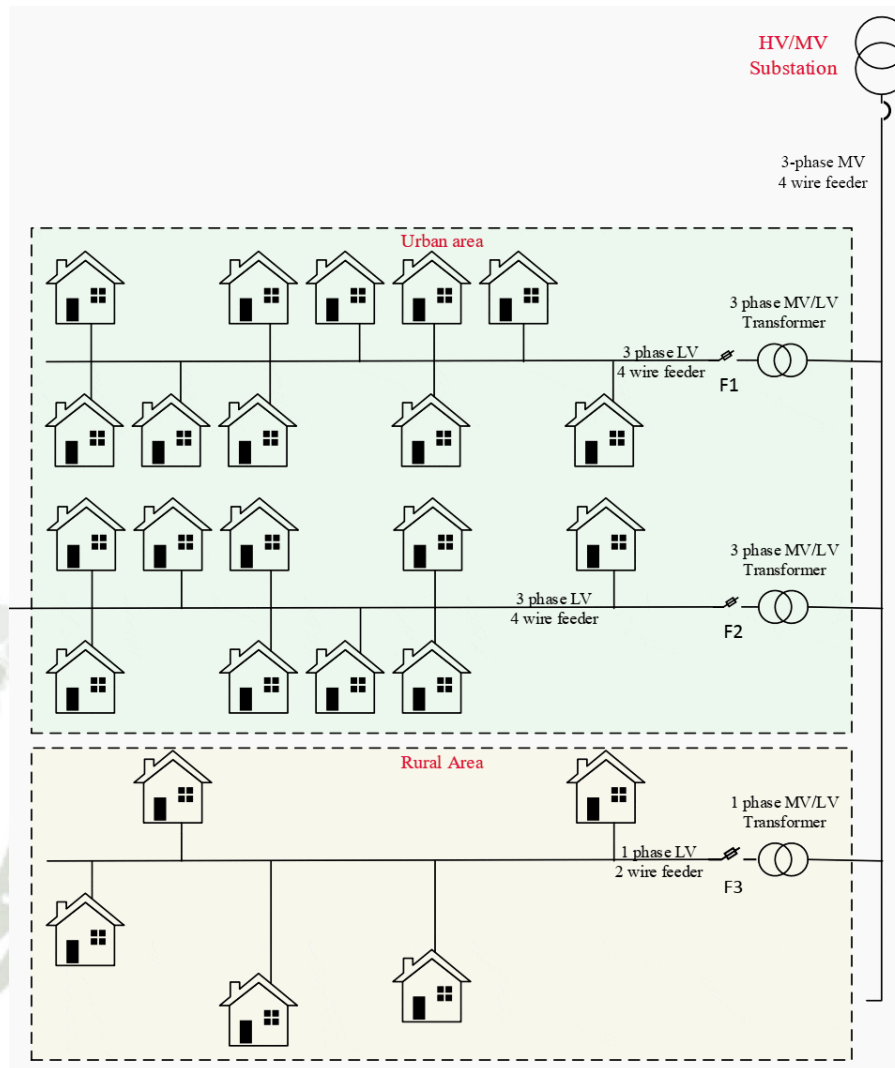 HV/MV
Substation
3-phase MV
4 wire feeder
Urban area
3 phase MV/LV
Transformer
3 phase LV
4 wire feeder
F1
3 phase MV/LV
Transformer
3 phase LV
4 wire feeder
F2
Rural Area
1 phase MV/LV
Transformer
1 phase LV
2 wire feeder
F3